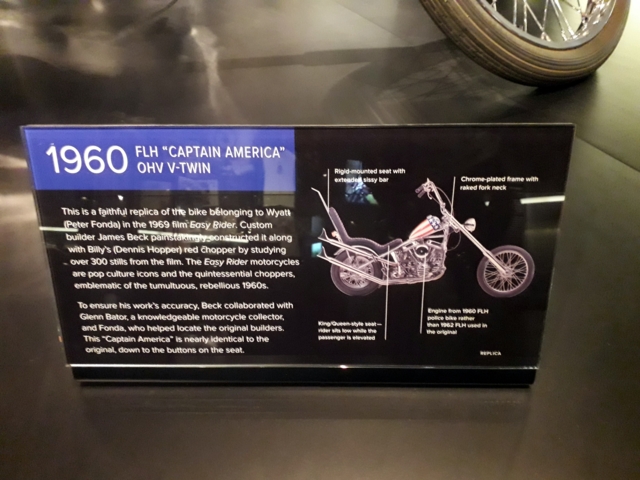 1960 FLH "CAPTAIN AMERICA"
OHV V-TWIN
This is a faithful replica of the bike belonging to Wyatt
(Peter Fonda) in the 1969 film Easy Rider. Custom
builder James Beck painstakingly constructed it along
with Billy's (Dennis Hopper) red chopper by studying
over 300 stills from the film. The Easy Rider motorcycles
are pop culture icons and the quintessential choppers,
emblematic of the tumultuous, rebellious 1960s.
To ensure his work's accuracy, Beck collaborated with
Glenn Bator, a knowledgeable motorcycle collector,
and Fonda, who helped locate the original builders.
This "Captain America" is nearly identical to the
original, down to the buttons on the seat.
Rigid-mounted seat with
extended sissy bar
Chrome-plated frame with
raked fork neck
King/Queen-style seat—
rider sits low while the
passenger is elevated
Engine from 1960 FLH
police bike rather
than 1962 FLH used in
the original
REPLICA